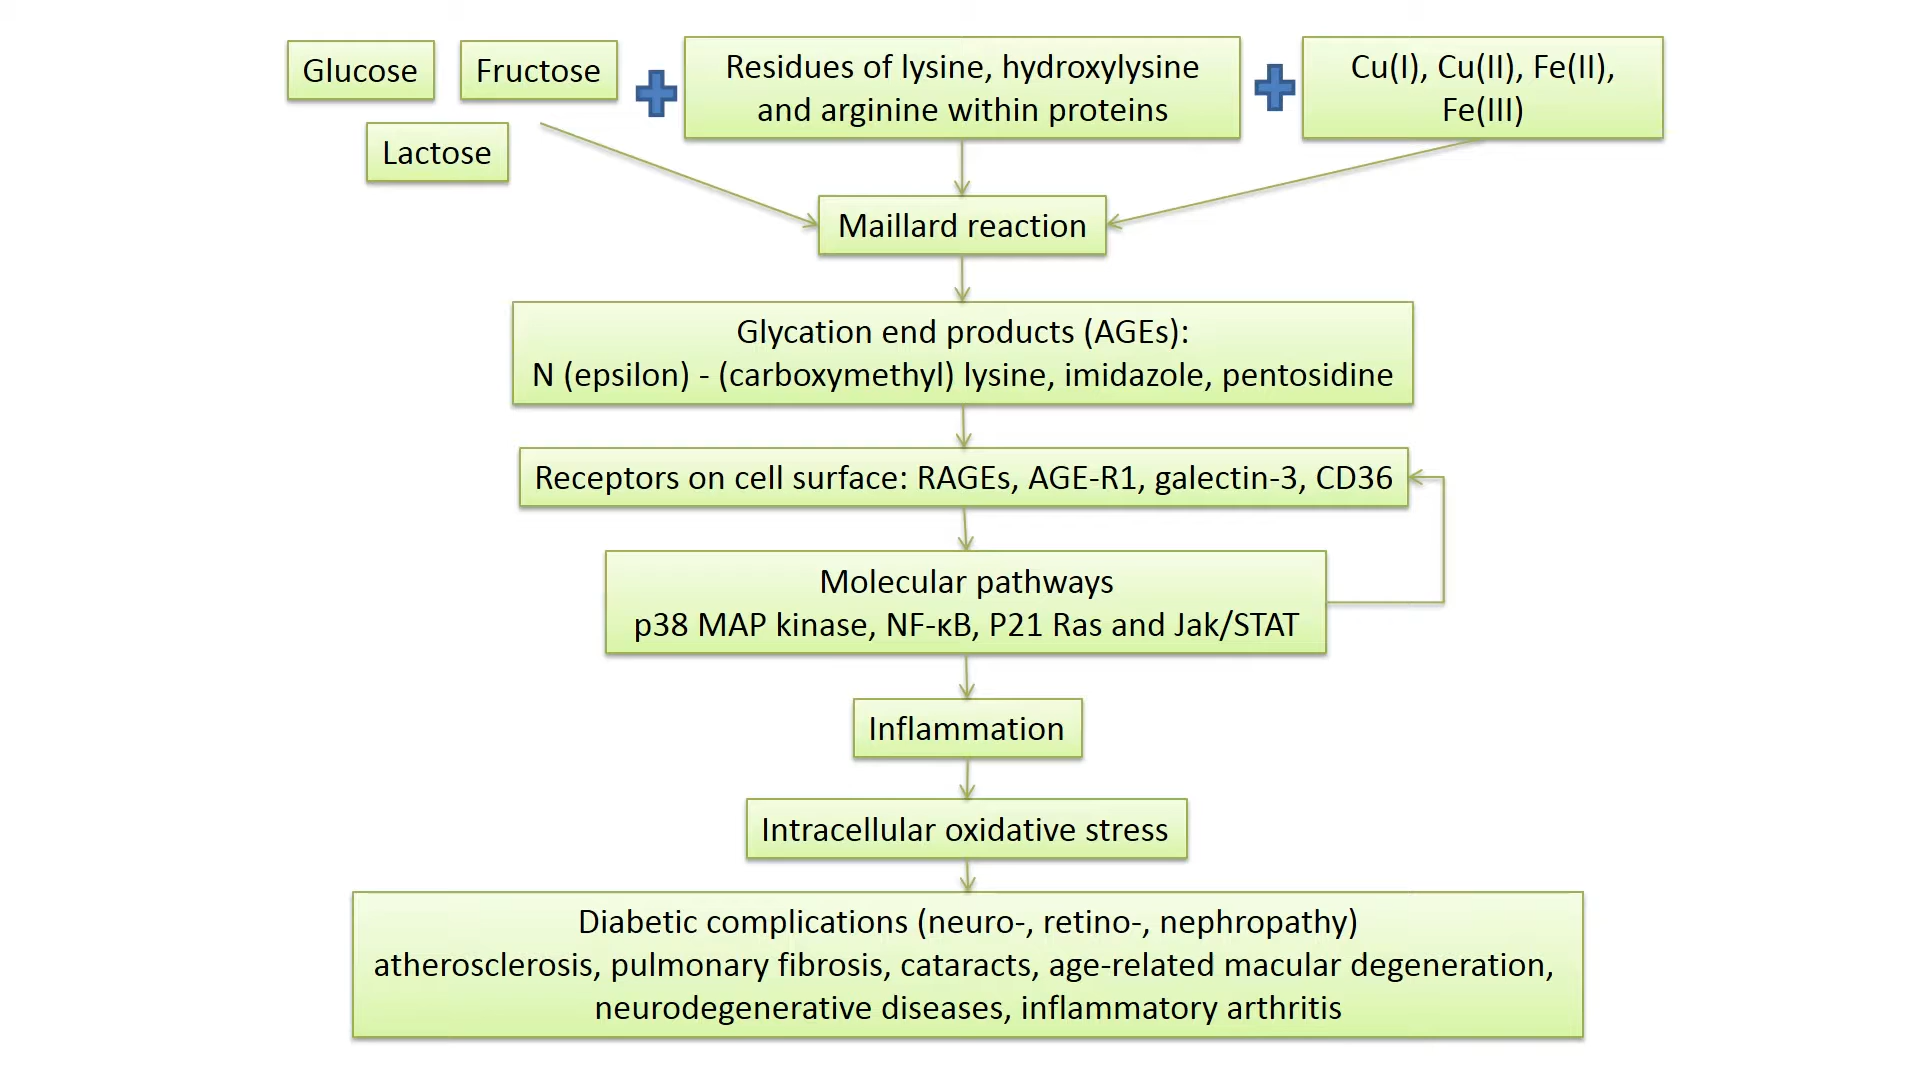 Glucose
Fructose
Lactose
Residues of lysine, hydroxylysine
and arginine within proteins
Cu(I), Cu(II), Fe(II),
Fe(III)
Maillard reaction
Glycation end products (AGEs):
N (epsilon) - (carboxymethyl) lysine, imidazole, pentosidine
Receptors on cell surface: RAGEs, AGE-R1, galectin-3, CD36
Molecular pathways
p38 MAP kinase, NF-κB, P21 Ras and Jak/STAT
Inflammation
Intracellular oxidative stress
Diabetic complications (neuro-, retino-, nephropathy)
atherosclerosis, pulmonary fibrosis, cataracts, age-related macular degeneration,
neurodegenerative diseases, inflammatory arthritis